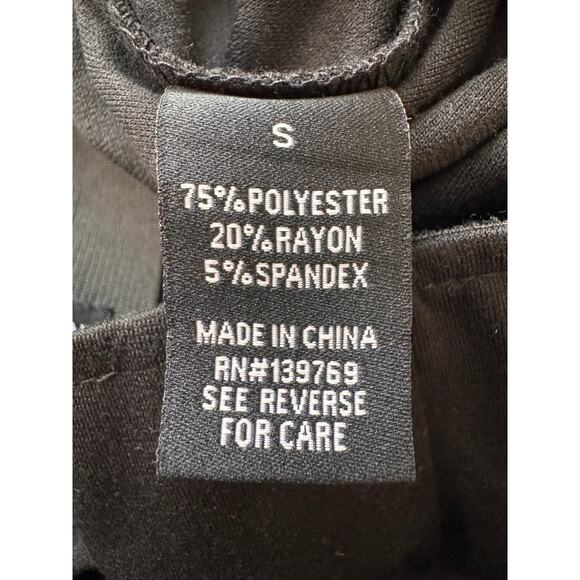 S
75%POLYESTER
20%RAYON
5%SPANDEX
MADE IN CHINA
RN#139769
SEE REVERSE
FOR CARE